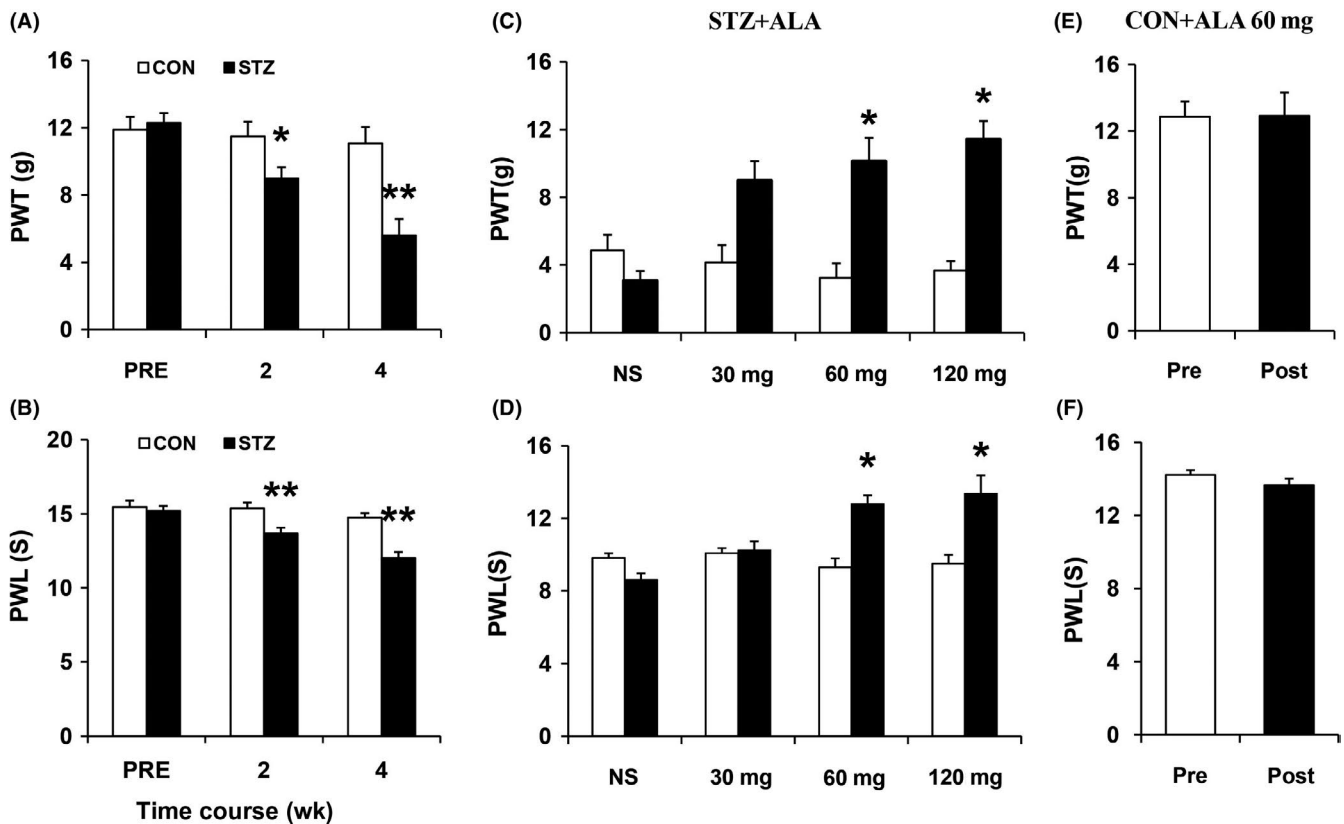 (A)
16
12
8
4
0
PWT (g)
CON STZ
*
**
PRE 2 4
(B)
20
15
10
5
0
PWL (S)
CON STZ
**
**
PRE 2 4
Time course (wk)
(C) STZ+ALA
16
12
8
4
0
PWT(g)
*
*
NS 30 mg 60 mg 120 mg
(D)
16
12
8
4
0
PWL(S)
*
*
NS 30 mg 60 mg 120 mg
(E) CON+ALA 60 mg
16
12
8
4
0
PWT(g)
Pre Post
(F)
16
12
8
4
0
PWL(S)
Pre Post